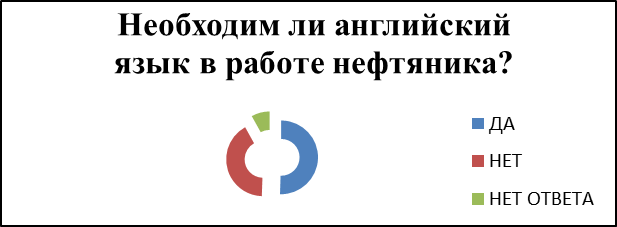 Необходим ли английский
язык в работе нефтяника?
ДА
НЕТ
НЕТ ОТВЕТА